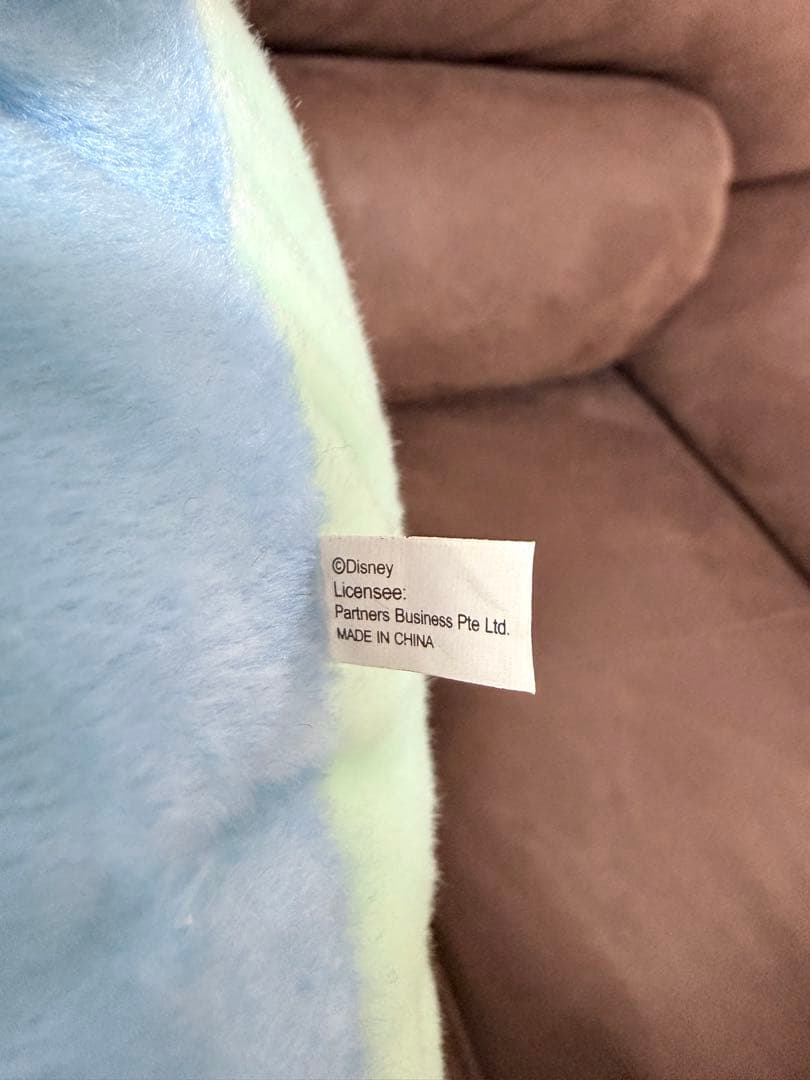 ©Disney
Licensee:
Partners Business Pte Ltd.
MADE IN CHINA